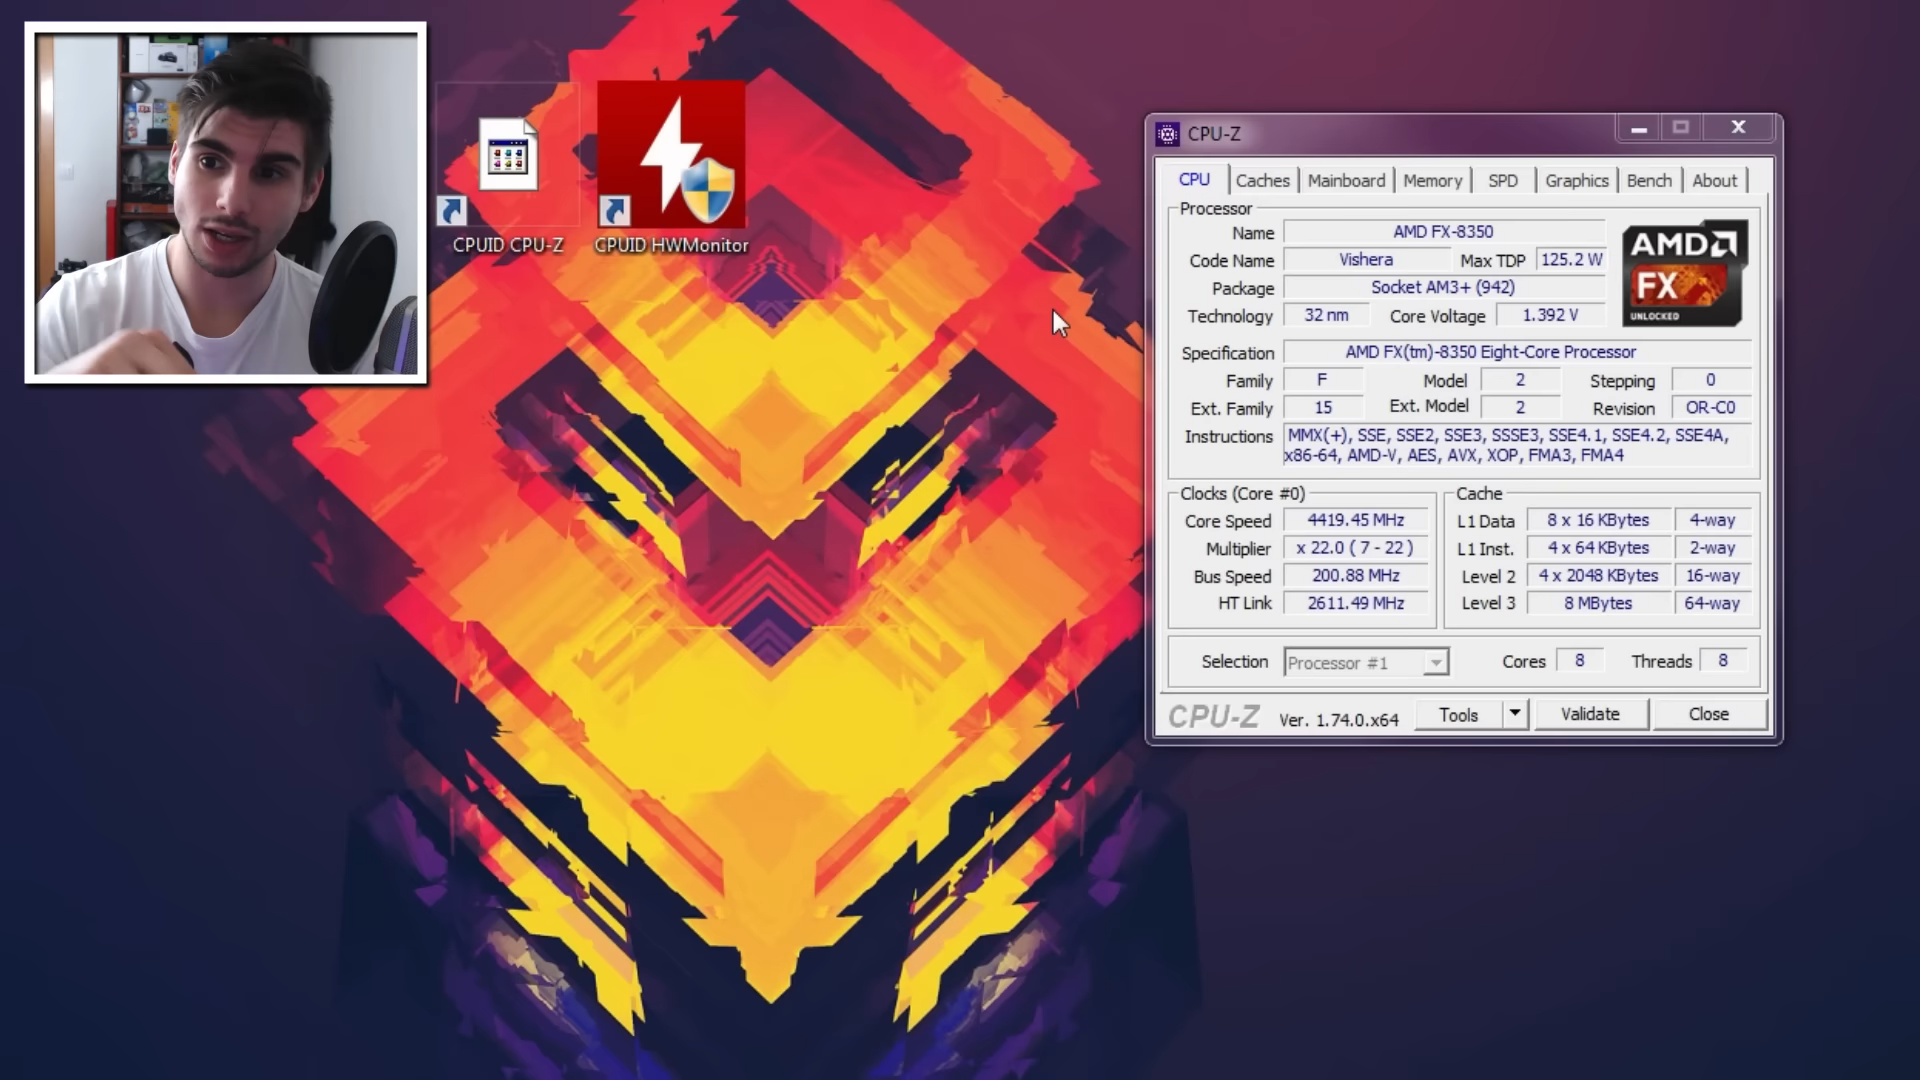 CPUID CPU-Z
CPUID HWMonitor
CPU-Z
CPU Caches Mainboard Memory SPD Graphics Bench About
Processor
Name AMD FX-8350
Code Name Vishera Max TDP 125.2 W
Package Socket AM3+ (942)
Technology 32 nm Core Voltage 1.392 V
AMD
FX
UNLOCKED
Specification AMD FX(tm)-8350 Eight-Core Processor
Family F Model 2 Stepping 0
Ext. Family 15 Ext. Model 2 Revision OR-C0
Instructions MMX(+), SSE, SSE2, SSE3, SSSE3, SSE4.1, SSE4.2, SSE4A,
x86-64, AMD-V, AES, AVX, XOP, FMA3, FMA4
Clocks (Core #0)
Core Speed 4419.45 MHz
Multiplier x 22.0 ( 7 - 22 )
Bus Speed 200.88 MHz
HT Link 2611.49 MHz
Cache
L1 Data 8 x 16 KBytes 4-way
L1 Inst. 4 x 64 KBytes 2-way
Level 2 4 x 2048 KBytes 16-way
Level 3 8 MBytes 64-way
Selection Processor #1 Cores 8 Threads 8
CPU-Z Ver. 1.74.0.x64 Tools Validate Close